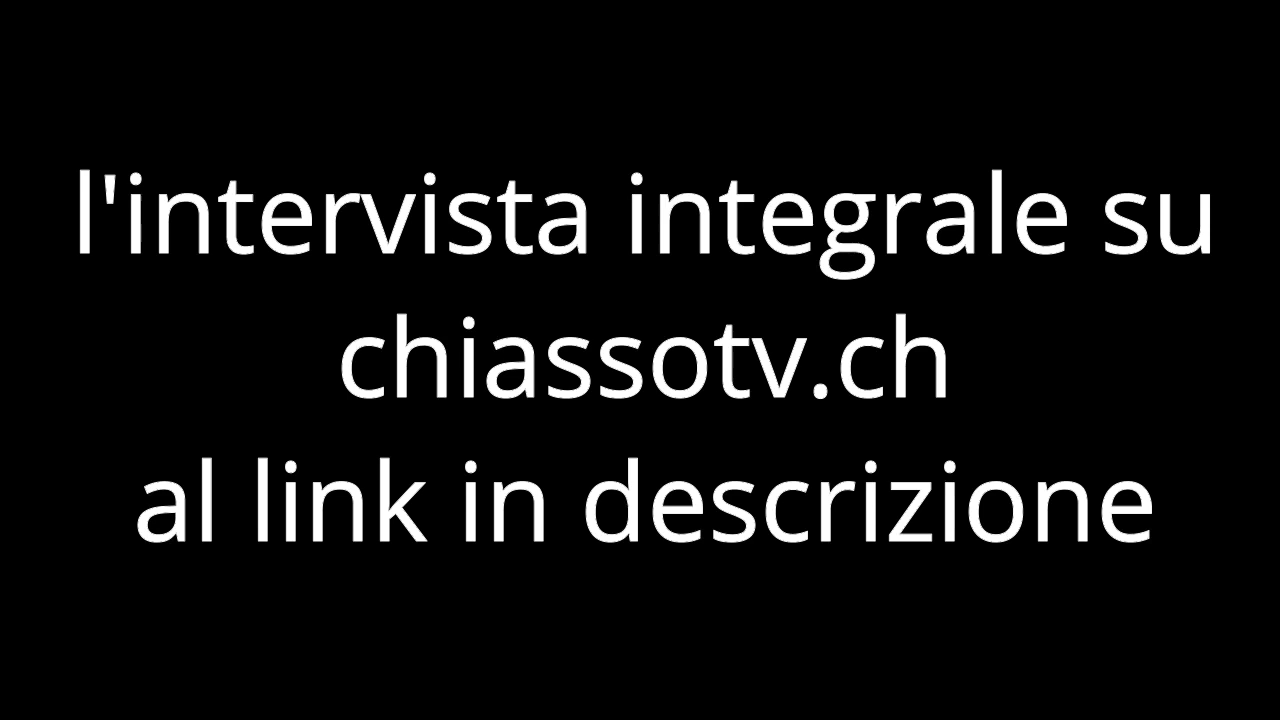 l'intervista integrale su
chiassotv.ch
al link in descrizione